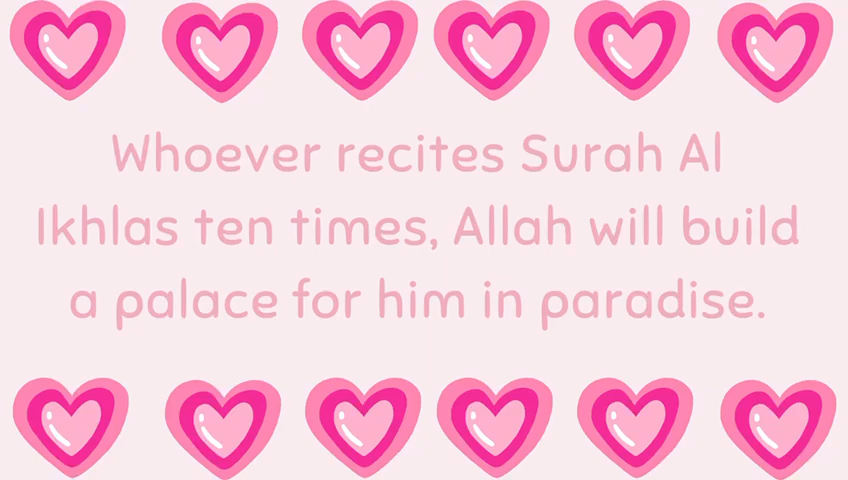 Whoever recites Surah Al
Ikhlas ten times, Allah will build
a palace for him in paradise.